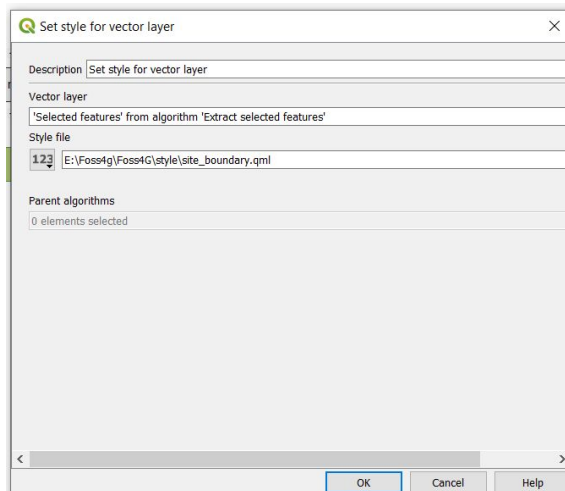 Set style for vector layer
Description Set style for vector layer
Vector layer
'Selected features' from algorithm 'Extract selected features'
Style file
123 E:\Foss4g\Foss4G\style\site_boundary.qml
Parent algorithms
0 elements selected
OK Cancel Help